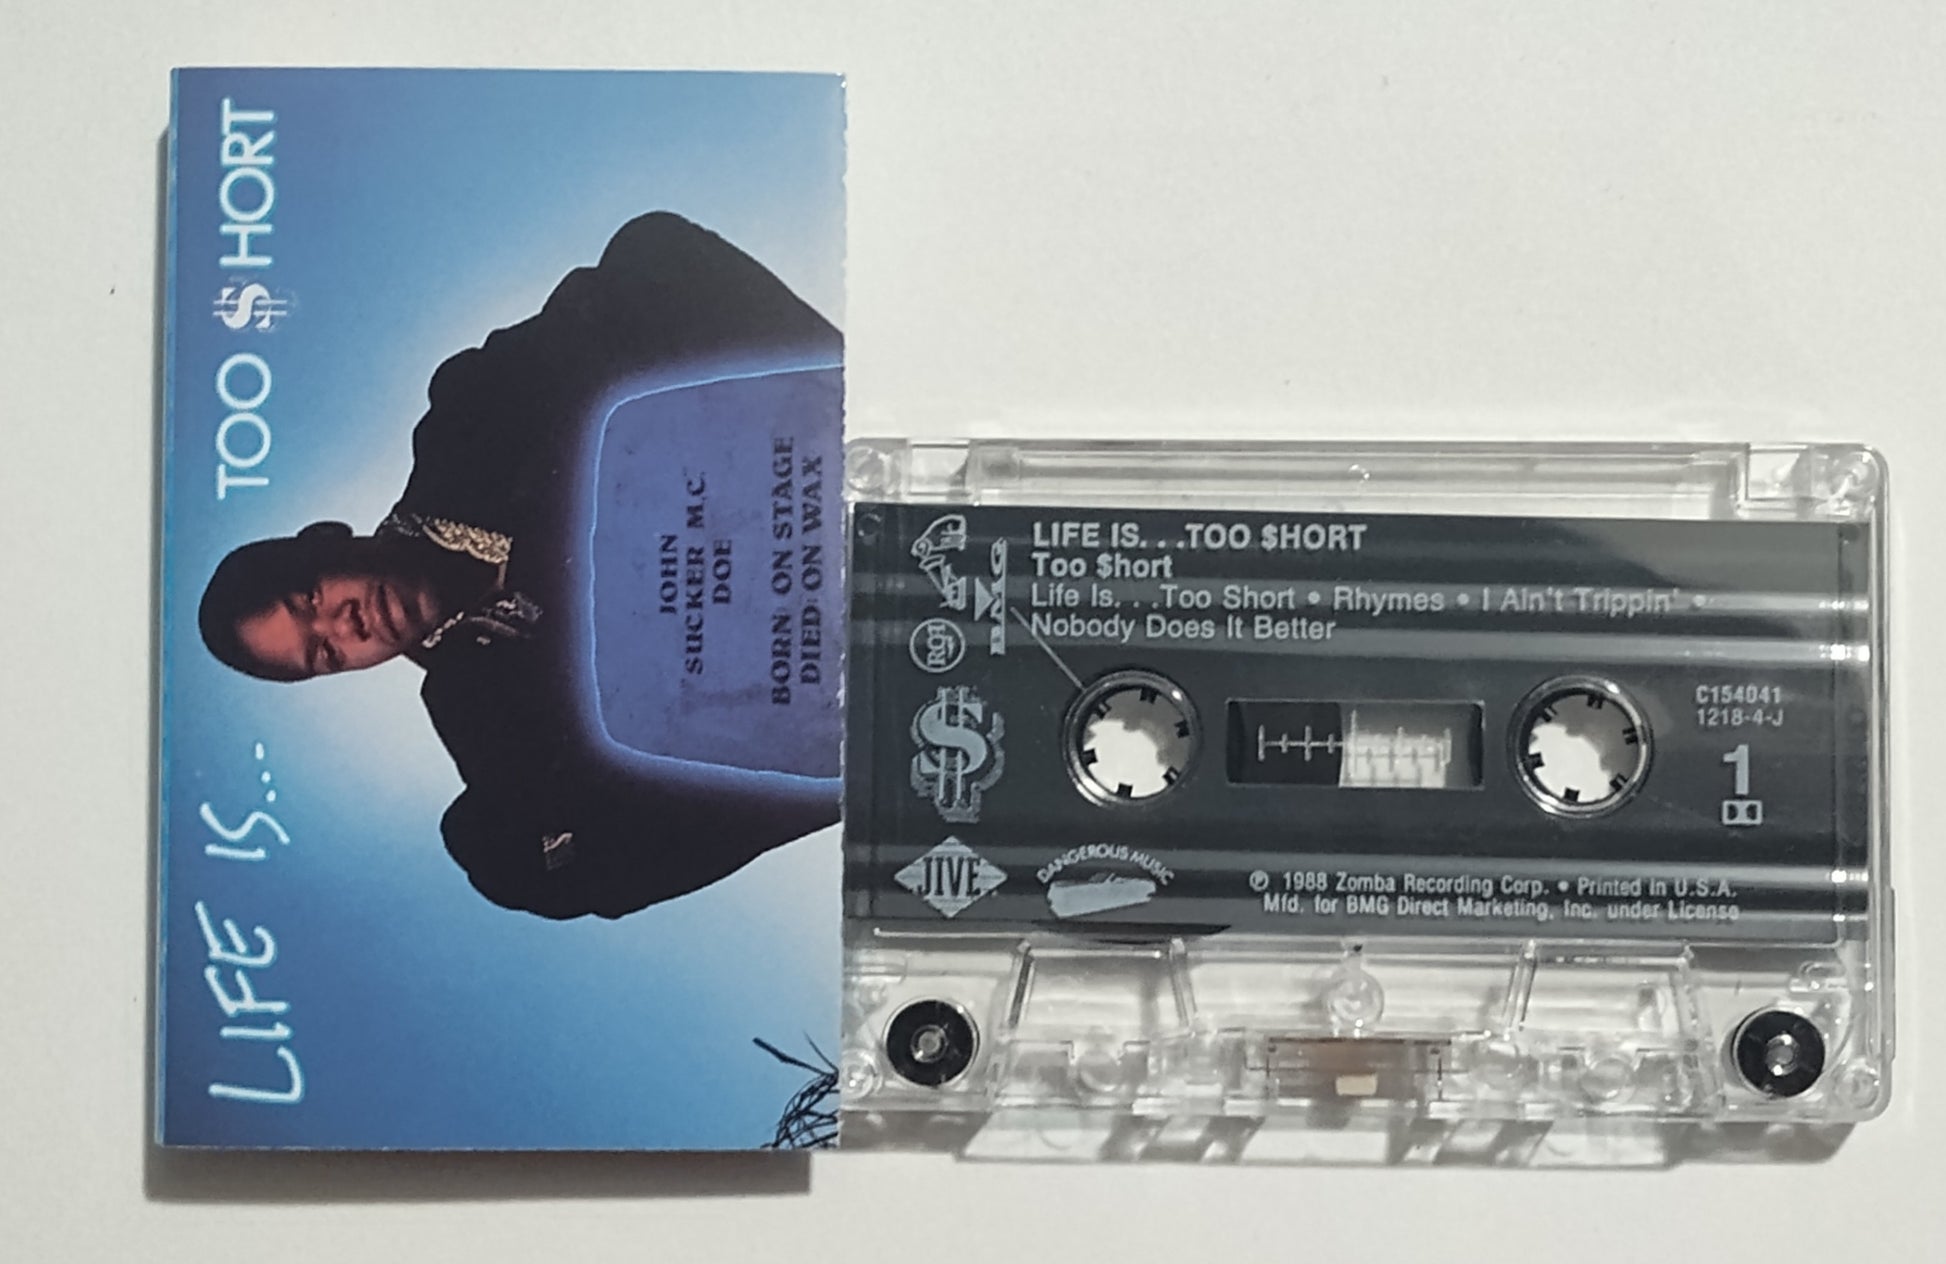 LIFE IS... TOO $HORT
JOHN
"SUCKER M.C."
DOE
BORN ON STAGE
DIED ON WAX
LIFE IS. . .TOO $HORT
Too $hort
Life Is. . .Too Short • Rhymes • I Ain't Trippin' •
Nobody Does It Better
BMG
RCA
$
C154041
1218-4-J
1
JIVE
DANGEROUS MUSIC
℗ 1988 Zomba Recording Corp. • Printed in U.S.A.
Mfd. for BMG Direct Marketing, Inc. under License